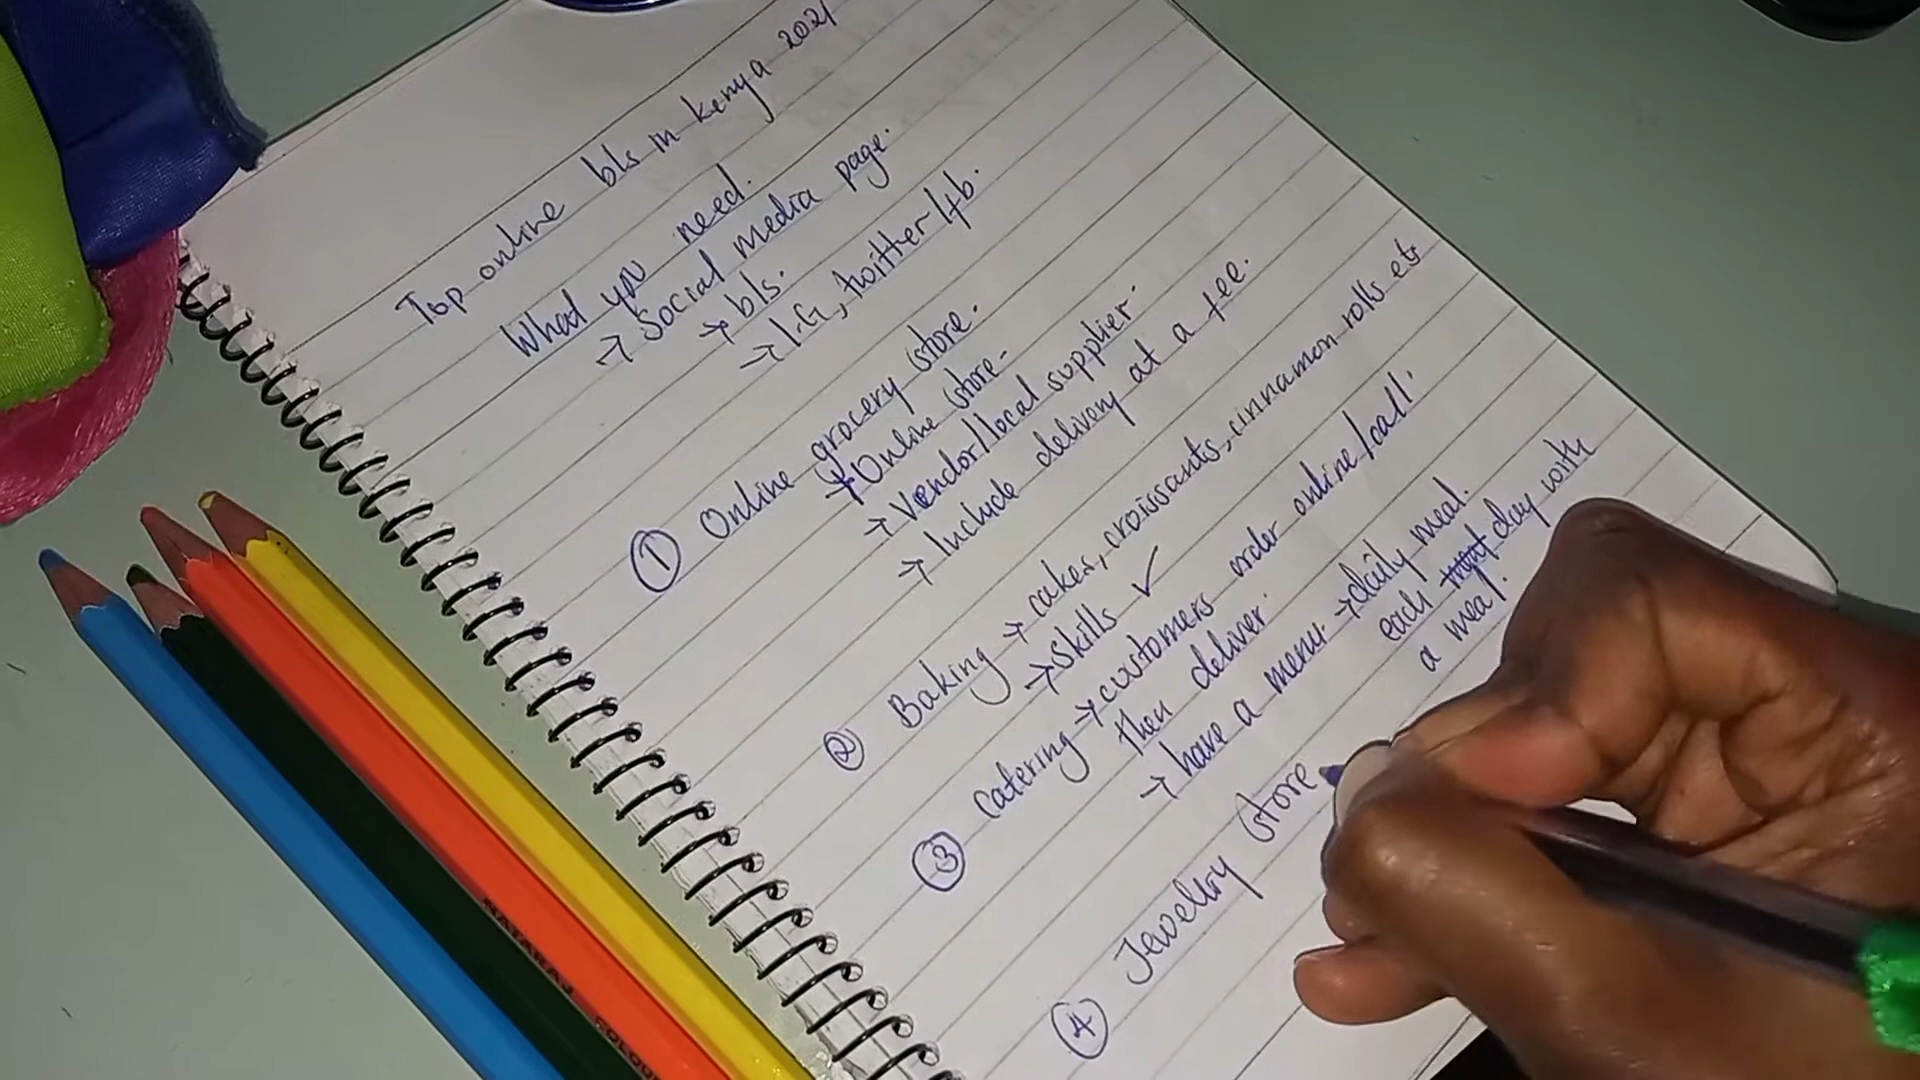 Top online b/s in Kenya 2021
What you need.
→ Social media page.
→ b/s.
→ I.G, twitter/fb.
① Online grocery store.
→ Online store.
→ Vendor/local supplier.
→ Include delivery at a fee.
② Baking → cakes, croissants, cinnamon rolls etc
→ skills ✓
③ Catering → customers order online/call.
then deliver.
→ have a menu. → daily meal.
each day with
a meal.
④ Jewelry store
NATARAJ COLOUR